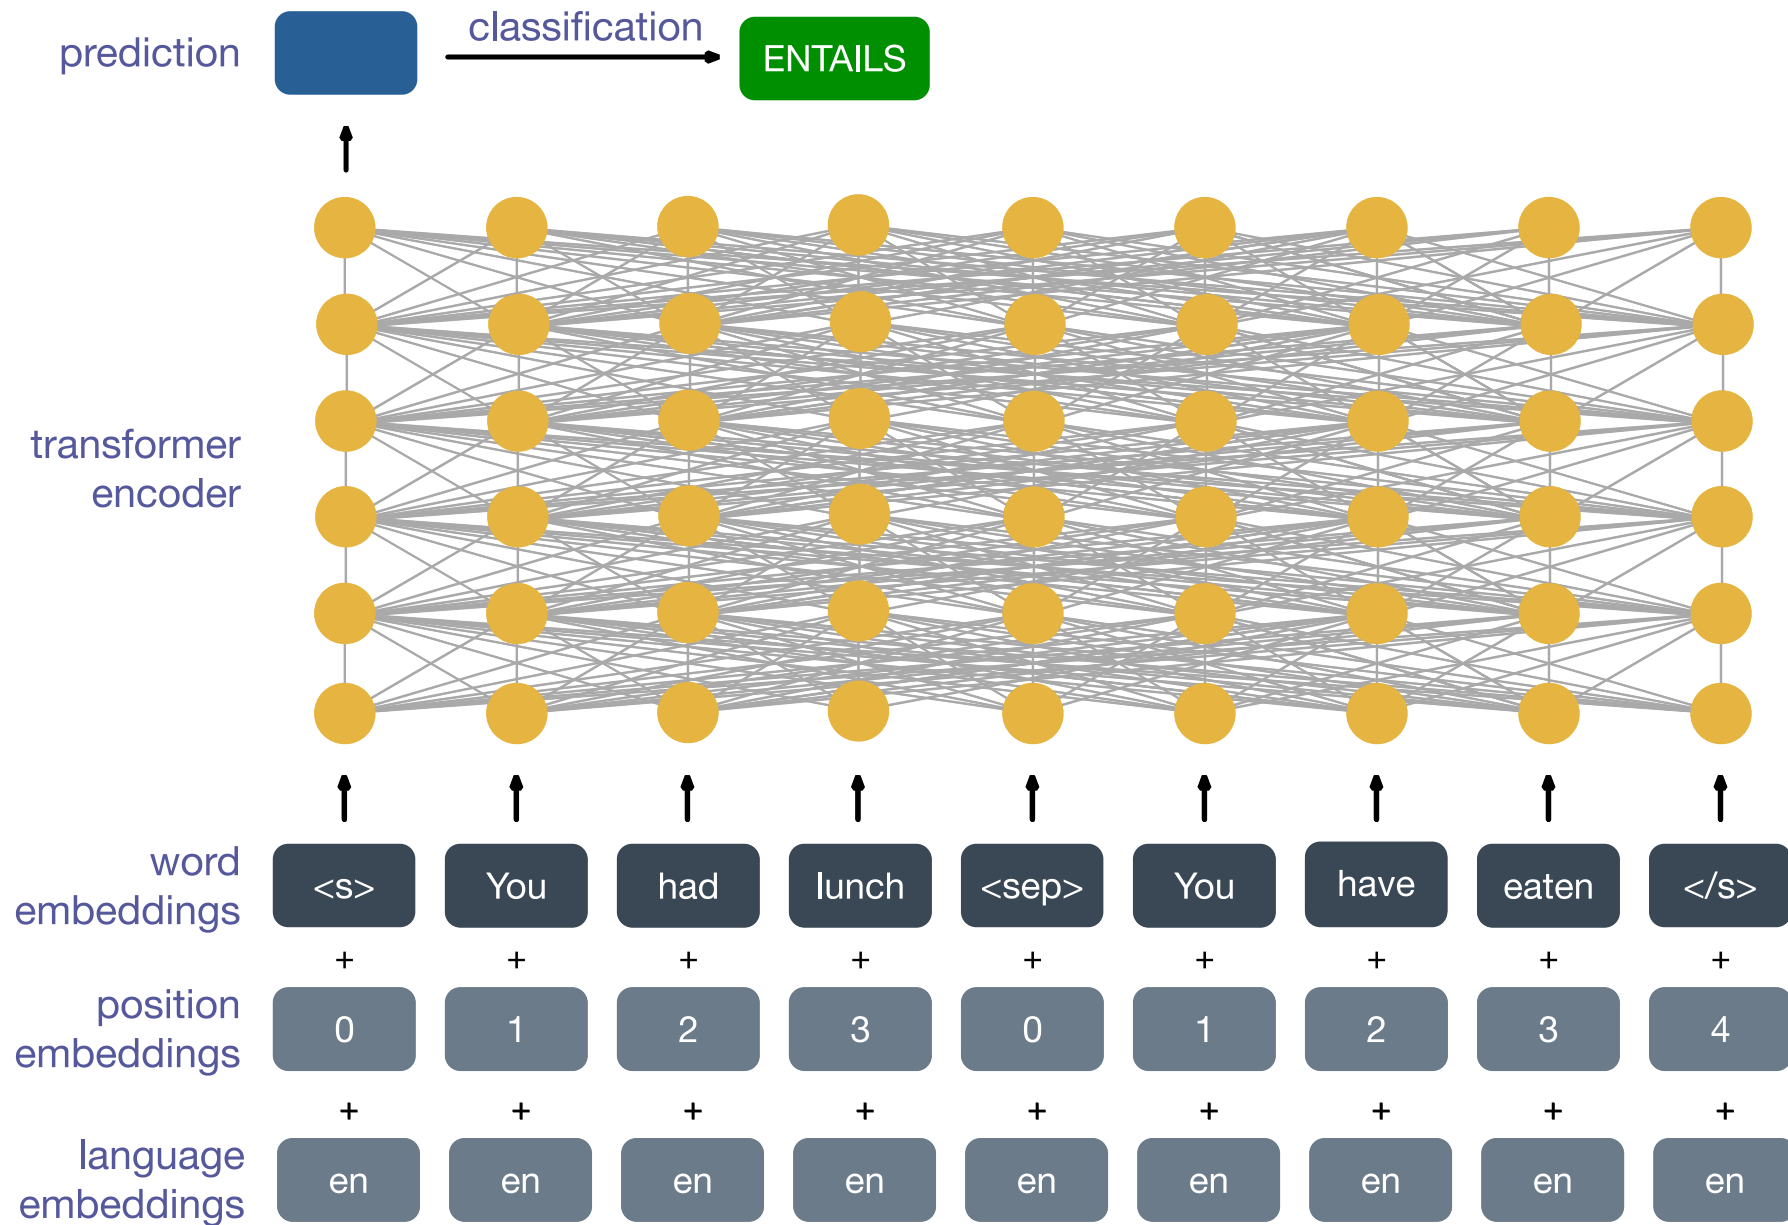 prediction
classification
ENTAILS
transformer
encoder
word
embeddings
<s> You had lunch <sep> You have eaten </s>
+ + + + + + + + +
position
embeddings
0 1 2 3 0 1 2 3 4
+ + + + + + + + +
language
embeddings
en en en en en en en en en